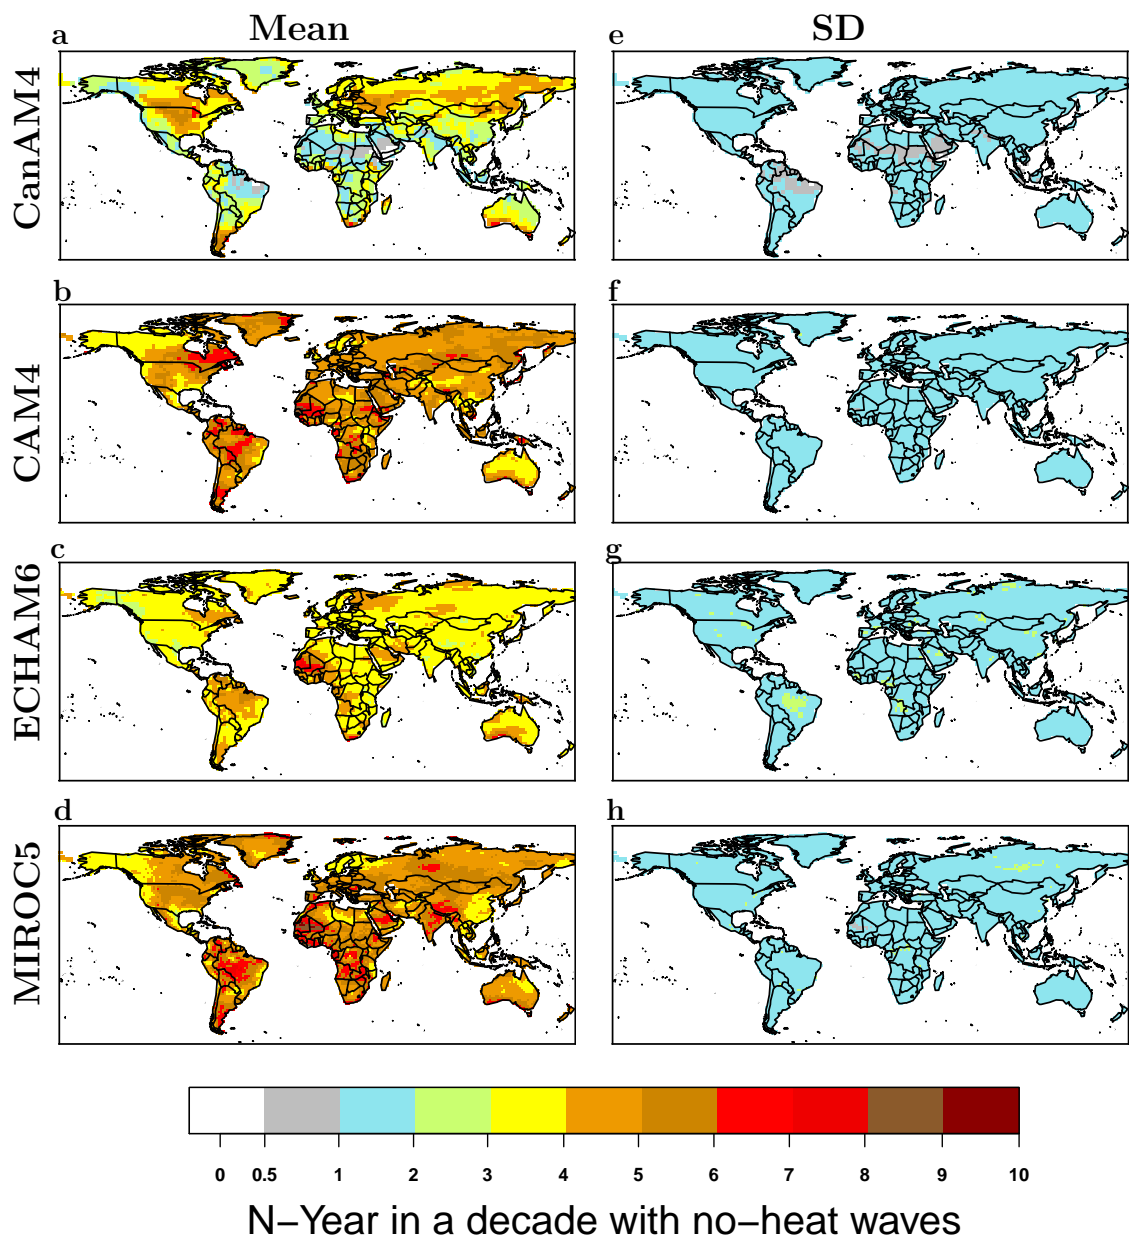 Mean
SD
a
e
CanAM4
b
f
CAM4
c
g
ECHAM6
d
h
MIROC5
0 0.5 1 2 3 4 5 6 7 8 9 10
N−Year in a decade with no−heat waves